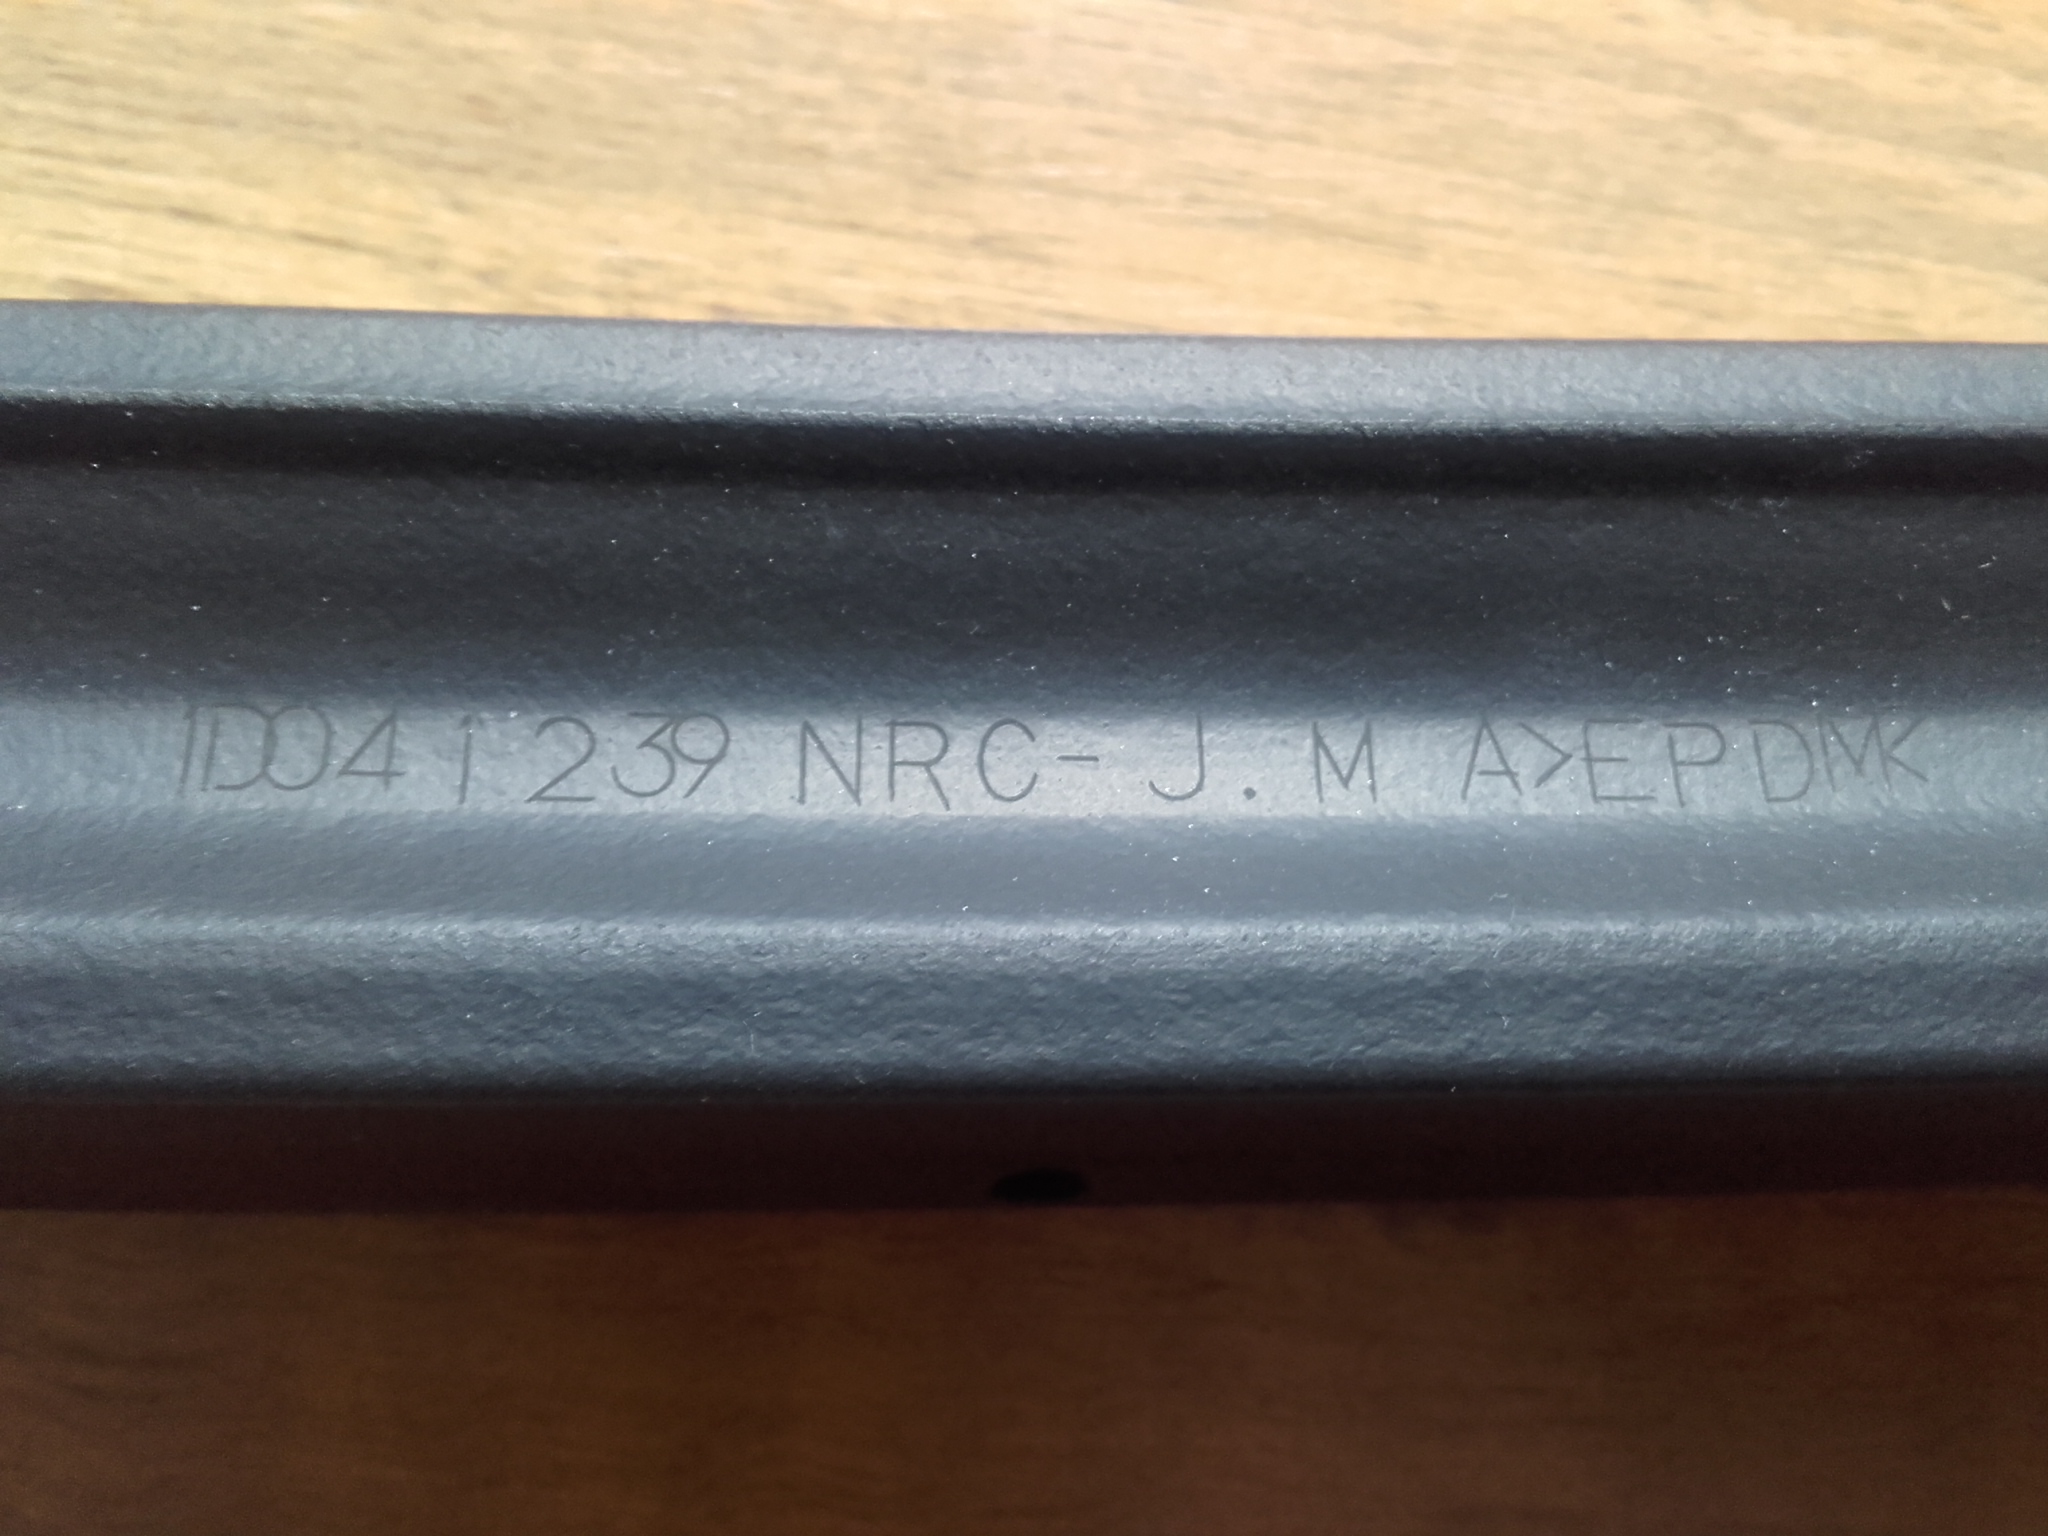 1D04 1 239 NRC- J. M A>EPDM<